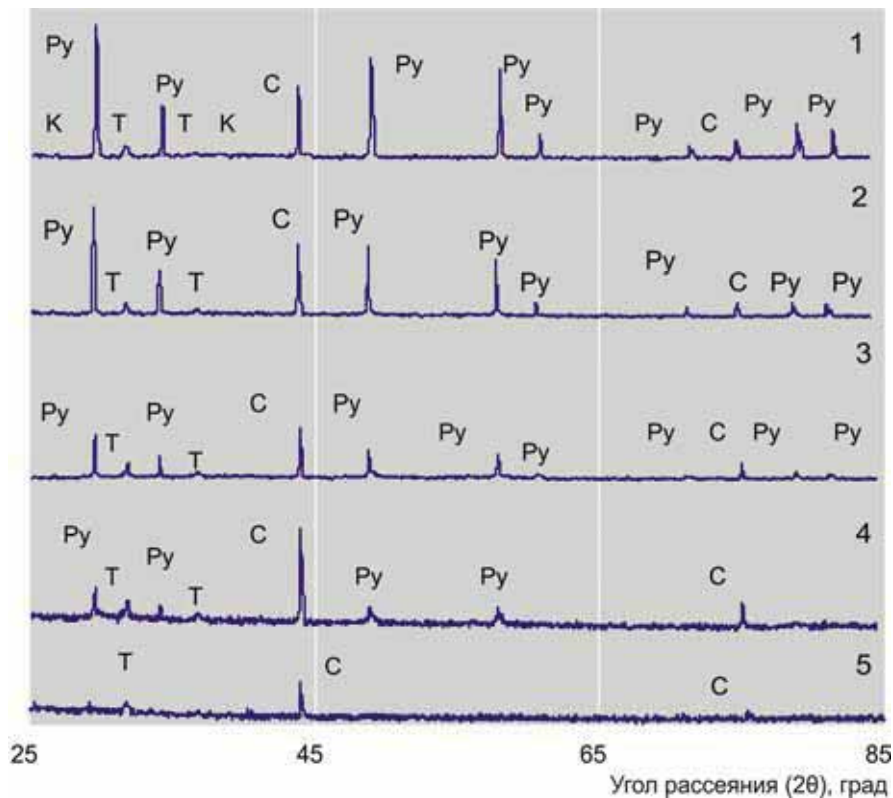 Py 1
C Py Py
Py Py Py Py
K T T K Py C
2
Py C Py
Py Py Py
T T Py C Py Py
3
Py Py C Py
T T Py Py Py C Py Py
4
Py C
T Py Py Py C
T
5
T C C
25 45 65 85
Угол рассеяния (2θ), град